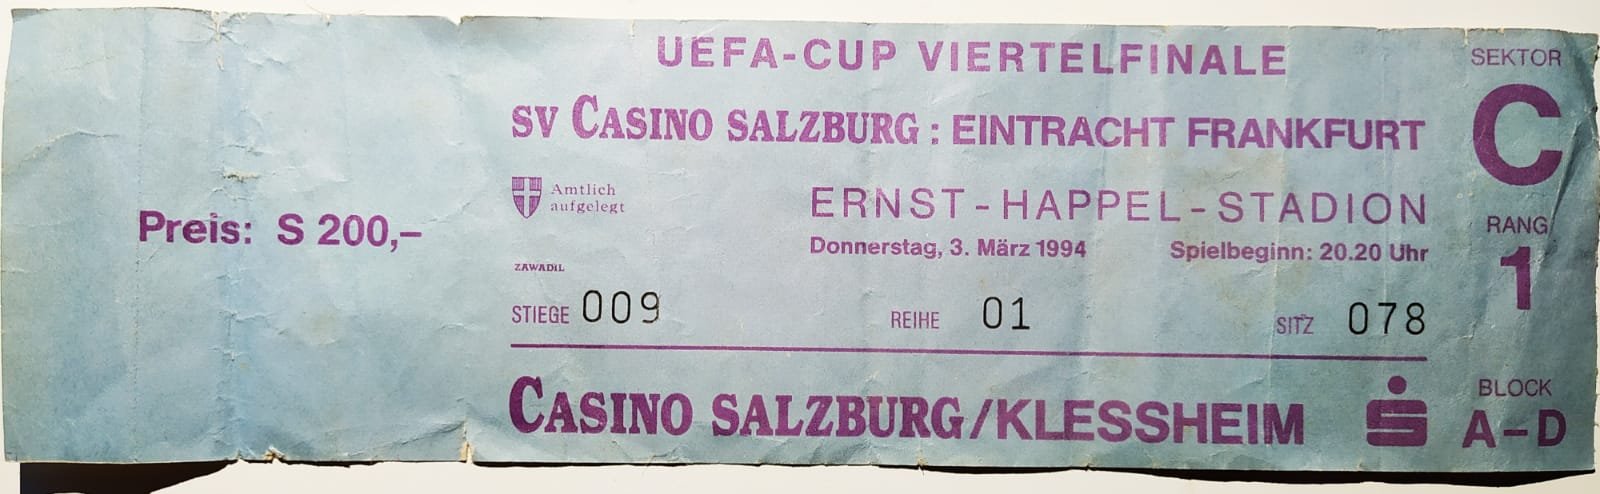 UEFA-CUP VIERTELFINALE
SEKTOR
C
SV CASINO SALZBURG : EINTRACHT FRANKFURT
Amtlich
aufgelegt
ERNST-HAPPEL-STADION
Preis: S 200,–
Donnerstag, 3. März 1994 Spielbeginn: 20.20 Uhr
RANG
1
ZAWADIL
STIEGE 009 REIHE 01 SITZ 078
CASINO SALZBURG/KLESSHEIM
BLOCK
A–D